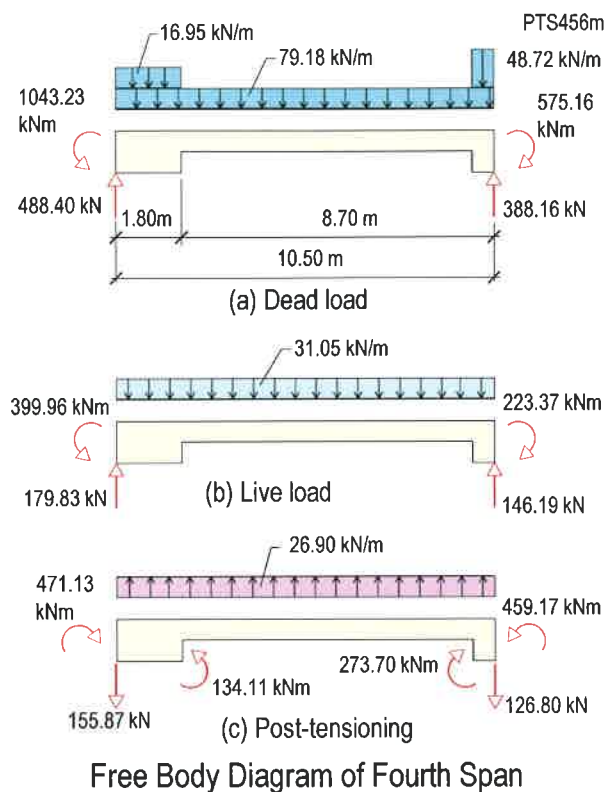 PTS456m
16.95 kN/m
79.18 kN/m
48.72 kN/m
1043.23
kNm
575.16
kNm
488.40 kN
1.80m
8.70 m
388.16 kN
10.50 m
(a) Dead load
31.05 kN/m
399.96 kNm
223.37 kNm
179.83 kN
(b) Live load
146.19 kN
26.90 kN/m
471.13
kNm
459.17 kNm
134.11 kNm
273.70 kNm
155.87 kN
(c) Post-tensioning
126.80 kN
Free Body Diagram of Fourth Span